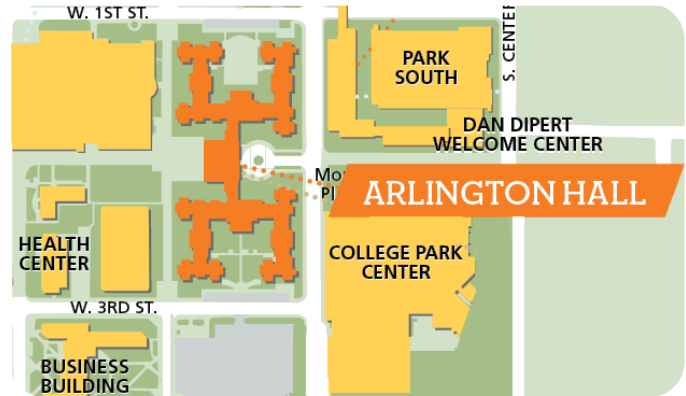 W. 1ST ST.
S. CENTER
PARK
SOUTH
DAN DIPERT
WELCOME CENTER
ARLINGTON HALL
HEALTH
CENTER
COLLEGE PARK
CENTER
W. 3RD ST.
BUSINESS
BUILDING